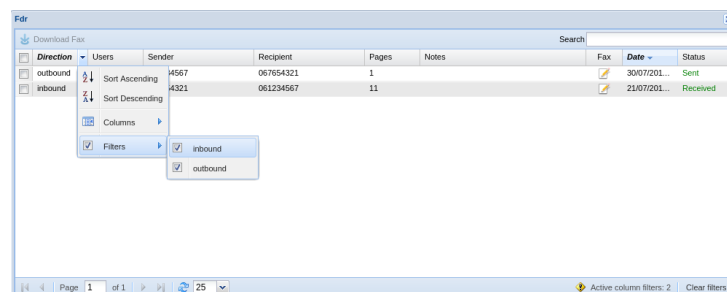 Fdr
Download Fax Search
Direction Users Sender Recipient Pages Notes Fax Date Status
outbound 4567 067654321 1 30/07/201... Sent
inbound 4321 061234567 11 21/07/201... Received
Sort Ascending
Sort Descending
Columns
Filters
inbound
outbound
Page 1 of 1 25 Active column filters: 2 Clear filters